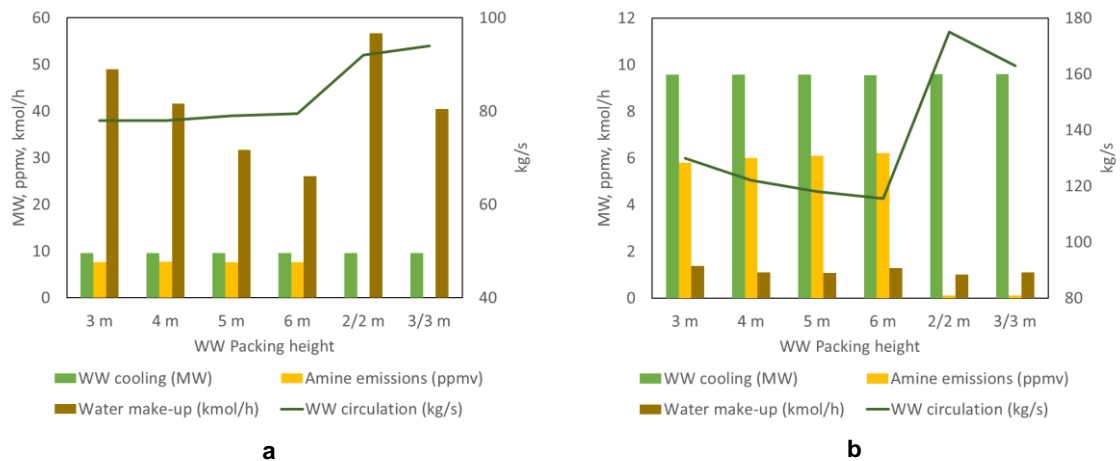 60
50
40
30
20
10
0
MW, ppmv, kmol/h
100
80
60
40
kg/s
3 m 4 m 5 m 6 m 2/2 m 3/3 m
WW Packing height
WW cooling (MW) Amine emissions (ppmv)
Water make-up (kmol/h) WW circulation (kg/s)
a
12
10
8
6
4
2
0
MW, ppmv, kmol/h
180
160
140
120
100
80
kg/s
3 m 4 m 5 m 6 m 2/2 m 3/3 m
WW Packing height
WW cooling (MW) Amine emissions (ppmv)
Water make-up (kmol/h) WW circulation (kg/s)
b